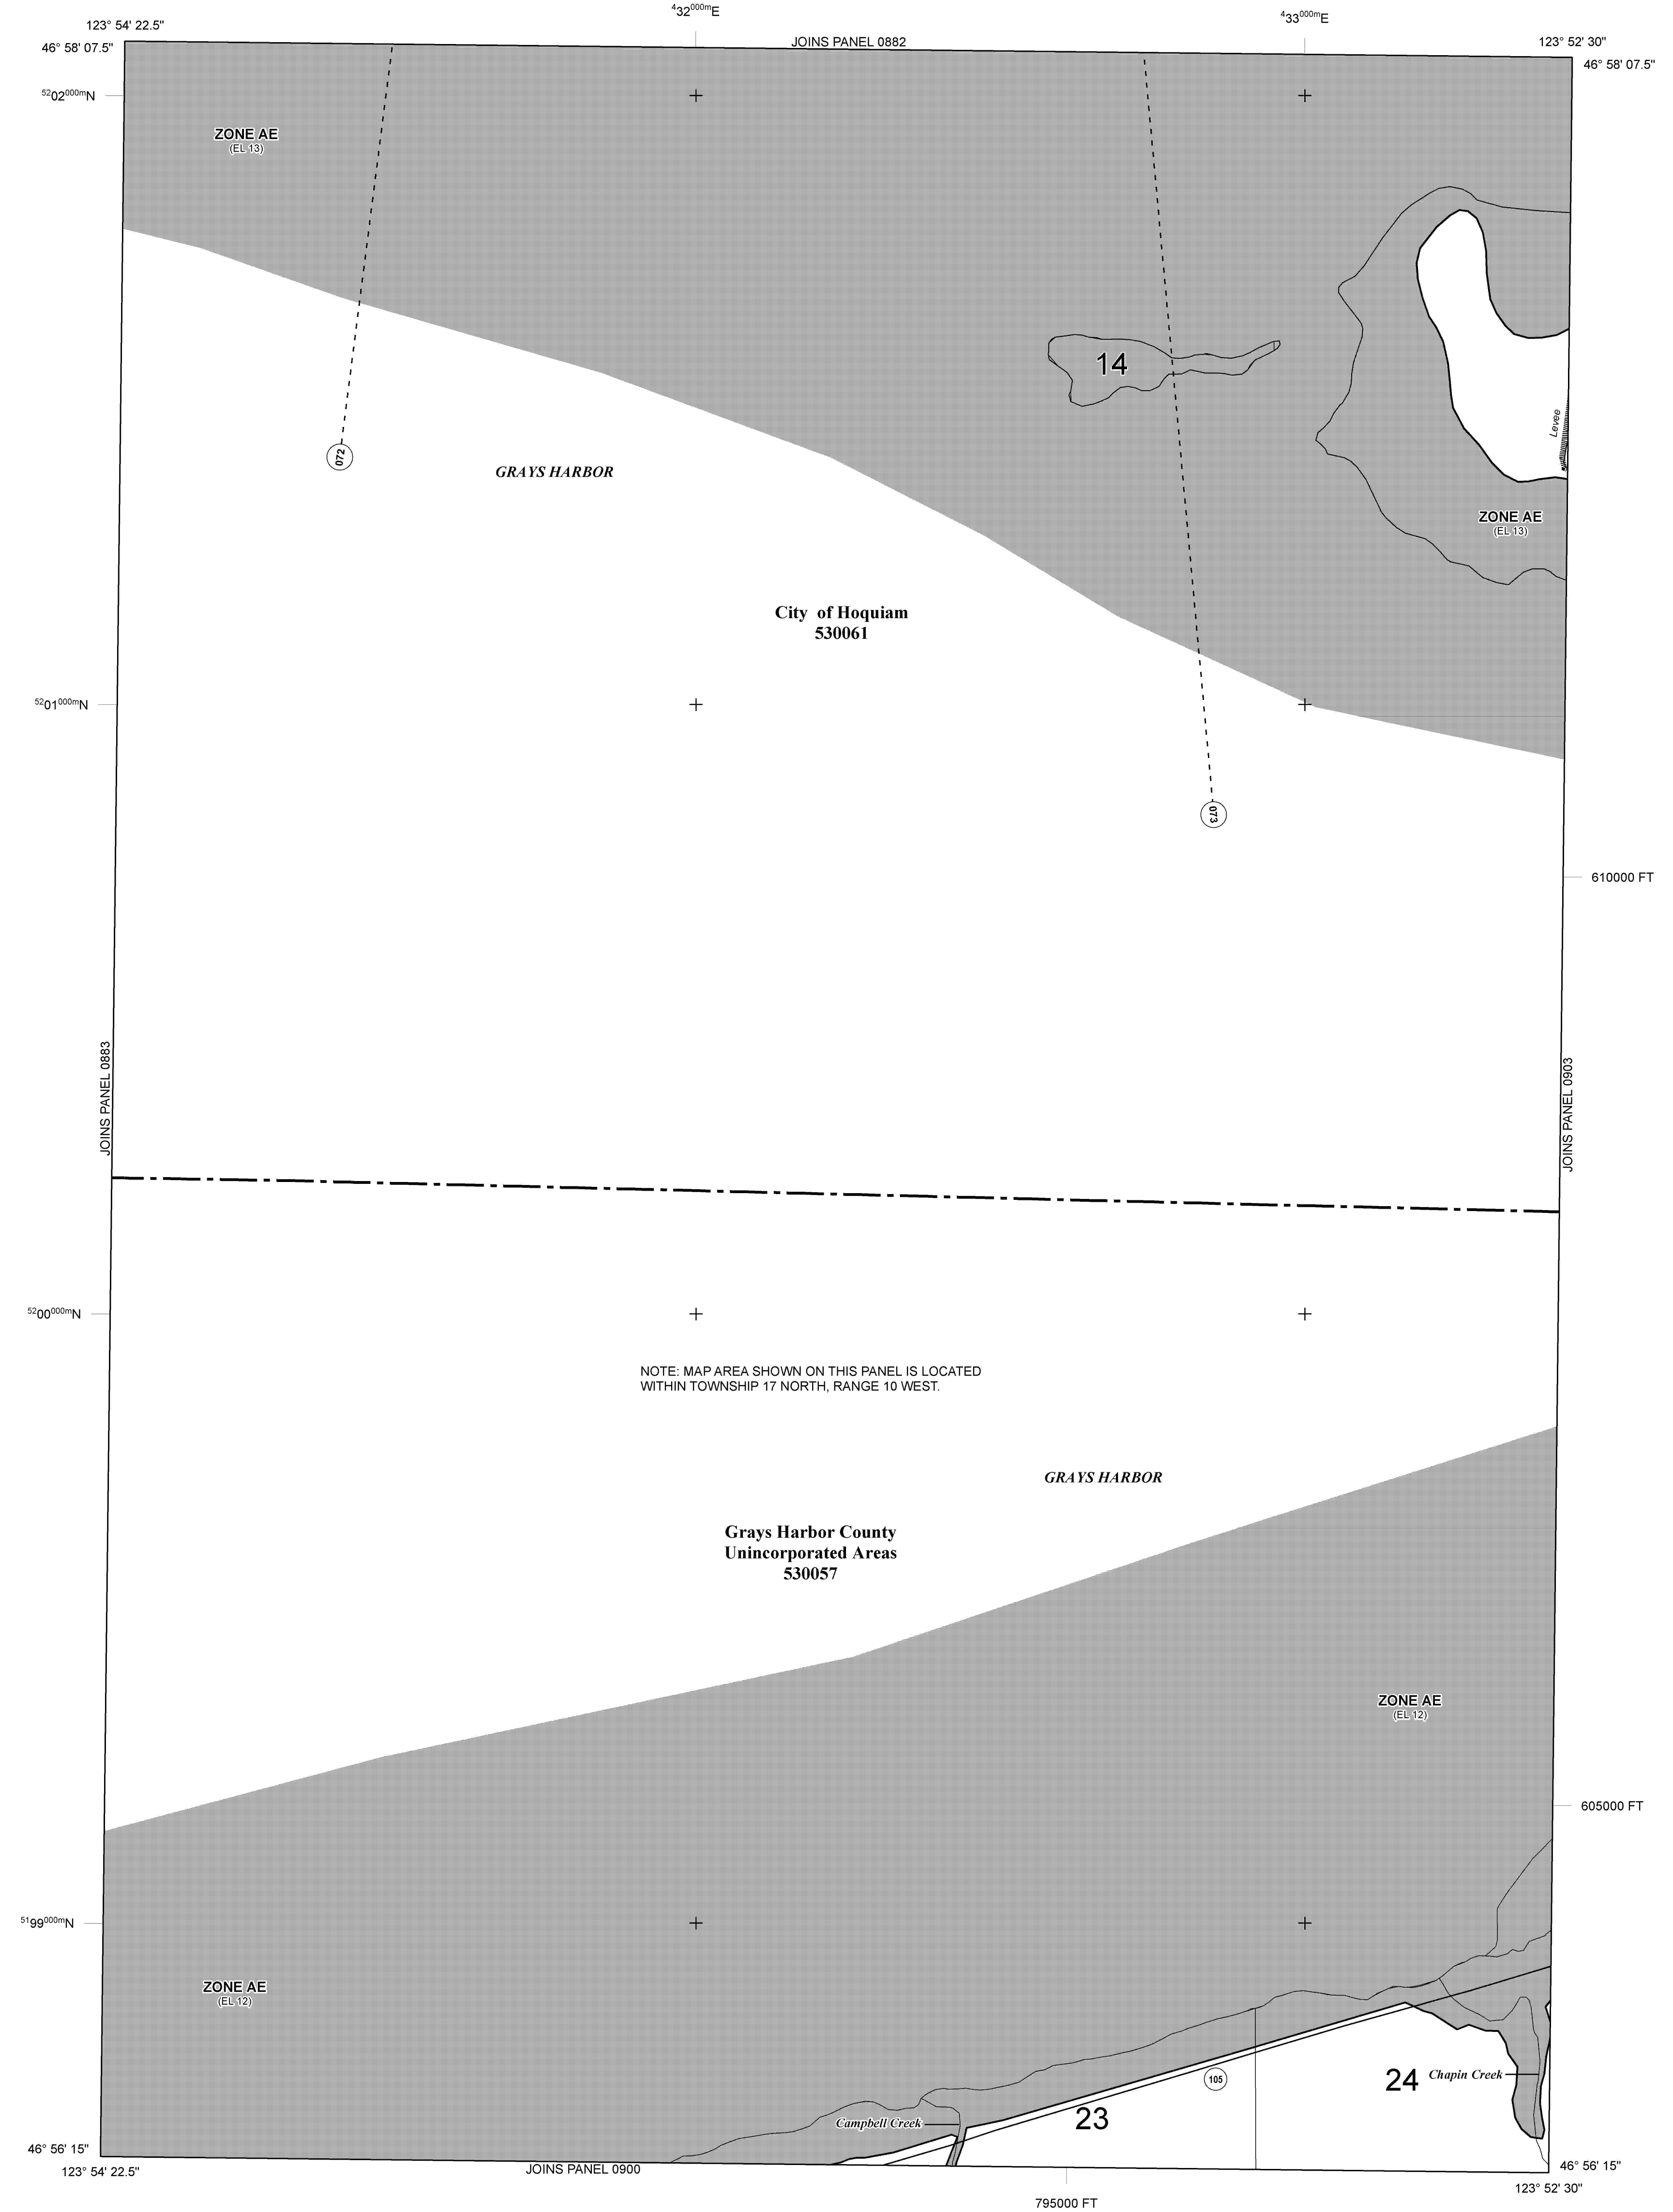 432000mE
433000mE
123° 54' 22.5"
JOINS PANEL 0882
123° 52' 30"
46° 58' 07.5"
46° 58' 07.5"
5202000mN
ZONE AE
(EL 13)
14
Levee
072
GRAYS HARBOR
ZONE AE
(EL 13)
City of Hoquiam
530061
5201000mN
073
610000 FT
JOINS PANEL 0883
JOINS PANEL 0903
5200000mN
NOTE: MAP AREA SHOWN ON THIS PANEL IS LOCATED
WITHIN TOWNSHIP 17 NORTH, RANGE 10 WEST.
GRAYS HARBOR
Grays Harbor County
Unincorporated Areas
530057
ZONE AE
(EL 12)
605000 FT
5199000mN
ZONE AE
(EL 12)
105
24
Chapin Creek
23
Campbell Creek
46° 56' 15"
46° 56' 15"
123° 54' 22.5"
JOINS PANEL 0900
123° 52' 30"
795000 FT